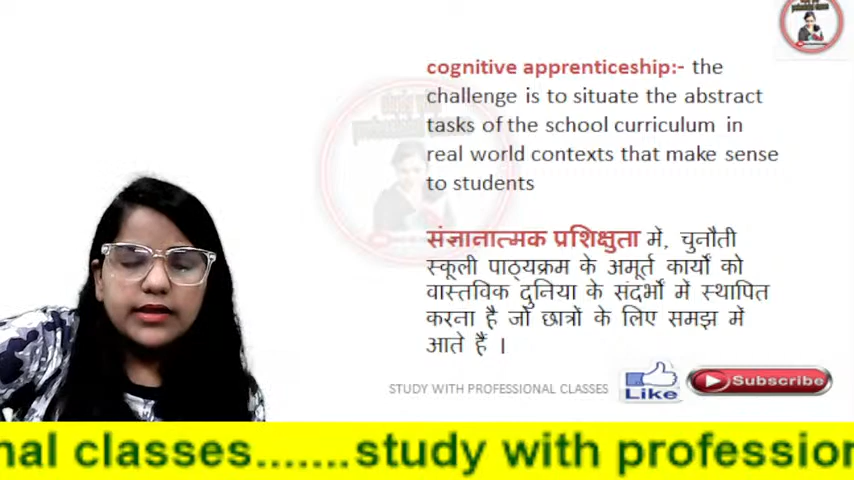 cognitive apprenticeship:- the
challenge is to situate the abstract
tasks of the school curriculum in
real world contexts that make sense
to students
संज्ञानात्मक प्रशिक्षुता में, चुनौती
स्कूली पाठ्यक्रम के अमूर्त कार्यों को
वास्तविक दुनिया के संदर्भों में स्थापित
करना है जो छात्रों के लिए समझ में
आते हैं ।
STUDY WITH PROFESSIONAL CLASSES
Like
Subscribe
nal classes.......study with profession